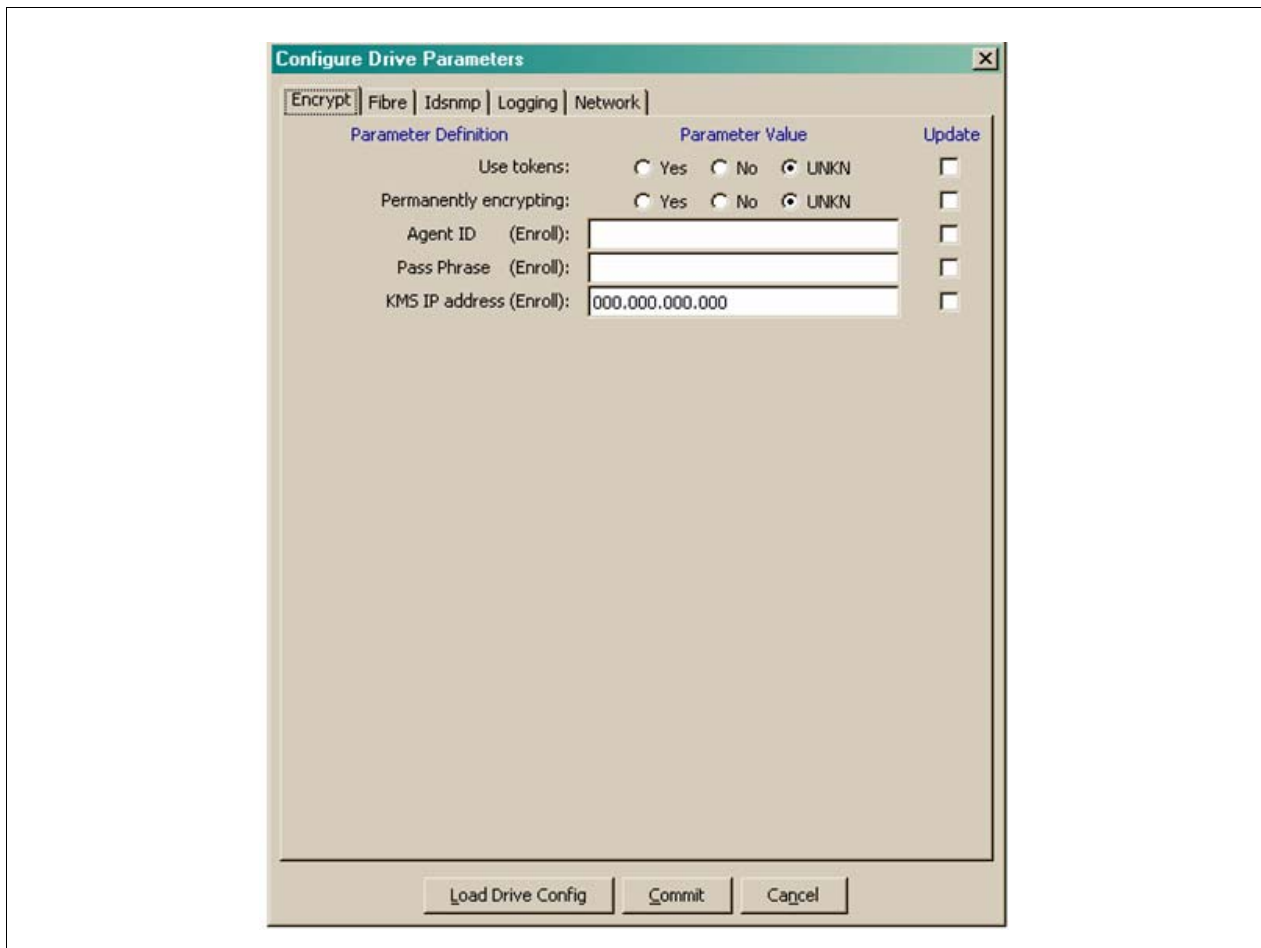 Configure Drive Parameters
Encrypt Fibre Idsnmp Logging Network
Parameter Definition Parameter Value Update
Use tokens: Yes No UNKN
Permanently encrypting: Yes No UNKN
Agent ID (Enroll):
Pass Phrase (Enroll):
KMS IP address (Enroll): 000.000.000.000
Load Drive Config Commit Cancel